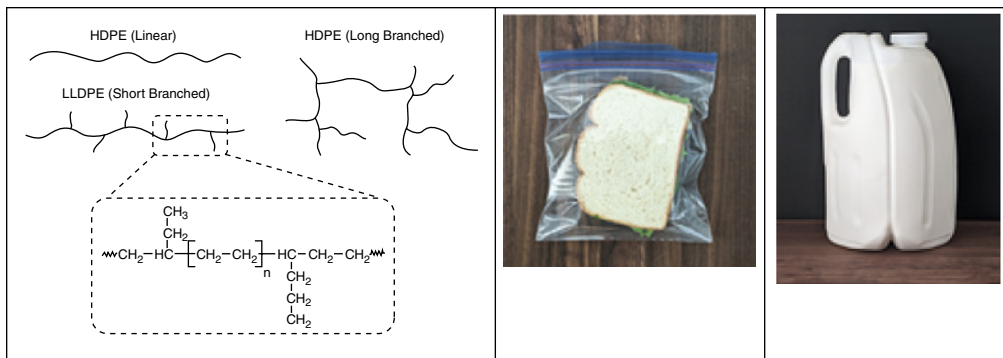 HDPE (Linear)
HDPE (Long Branched)
LLDPE (Short Branched)
CH3
CH2
CH2–HC–[CH2–CH2]n–HC–CH2–CH2
CH2
CH2
CH2